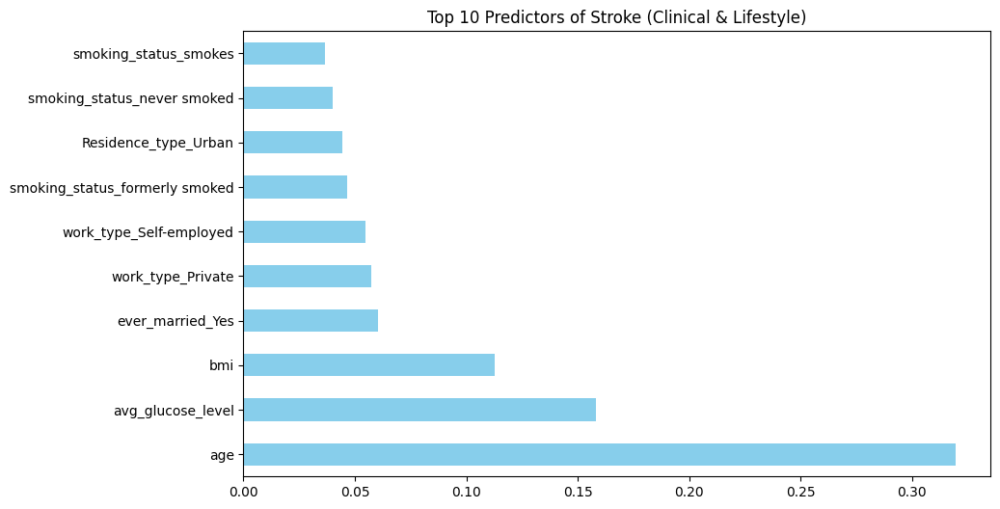 Top 10 Predictors of Stroke (Clinical & Lifestyle)
smoking_status_smokes
smoking_status_never smoked
Residence_type_Urban
smoking_status_formerly smoked
work_type_Self-employed
work_type_Private
ever_married_Yes
bmi
avg_glucose_level
age
0.00 0.05 0.10 0.15 0.20 0.25 0.30